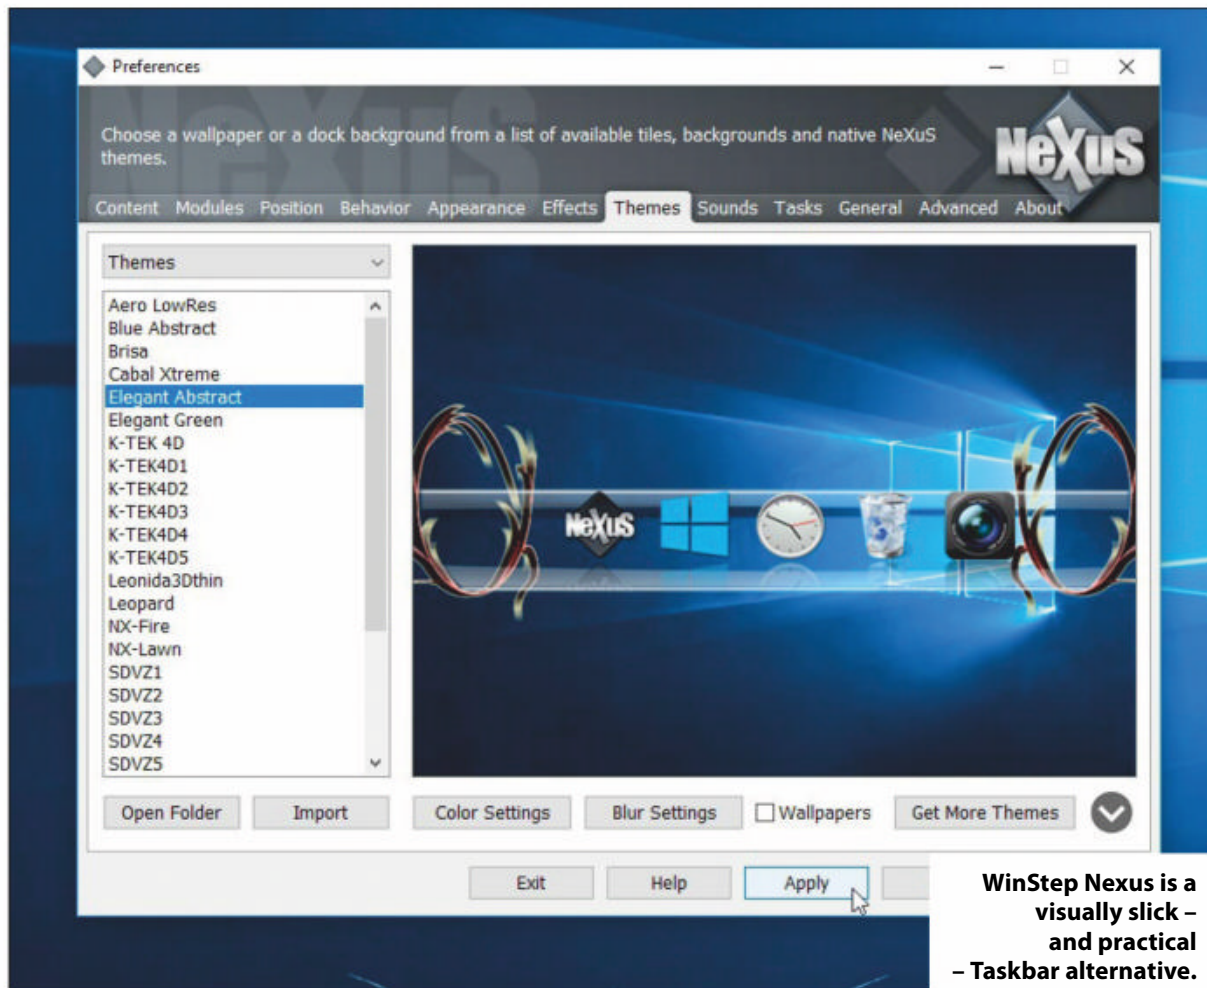 Preferences
Choose a wallpaper or a dock background from a list of available tiles, backgrounds and native NeXuS
themes.
NeXuS
Content Modules Position Behavior Appearance Effects Themes Sounds Tasks General Advanced About
Themes
Aero LowRes
Blue Abstract
Brisa
Cabal Xtreme
Elegant Abstract
Elegant Green
K-TEK 4D
K-TEK4D1
K-TEK4D2
K-TEK4D3
K-TEK4D4
K-TEK4D5
Leonida3Dthin
Leopard
NX-Fire
NX-Lawn
SDVZ1
SDVZ2
SDVZ3
SDVZ4
SDVZ5
NeXuS
Open Folder Import Color Settings Blur Settings Wallpapers Get More Themes
Exit Help Apply
WinStep Nexus is a
visually slick –
and practical
– Taskbar alternative.